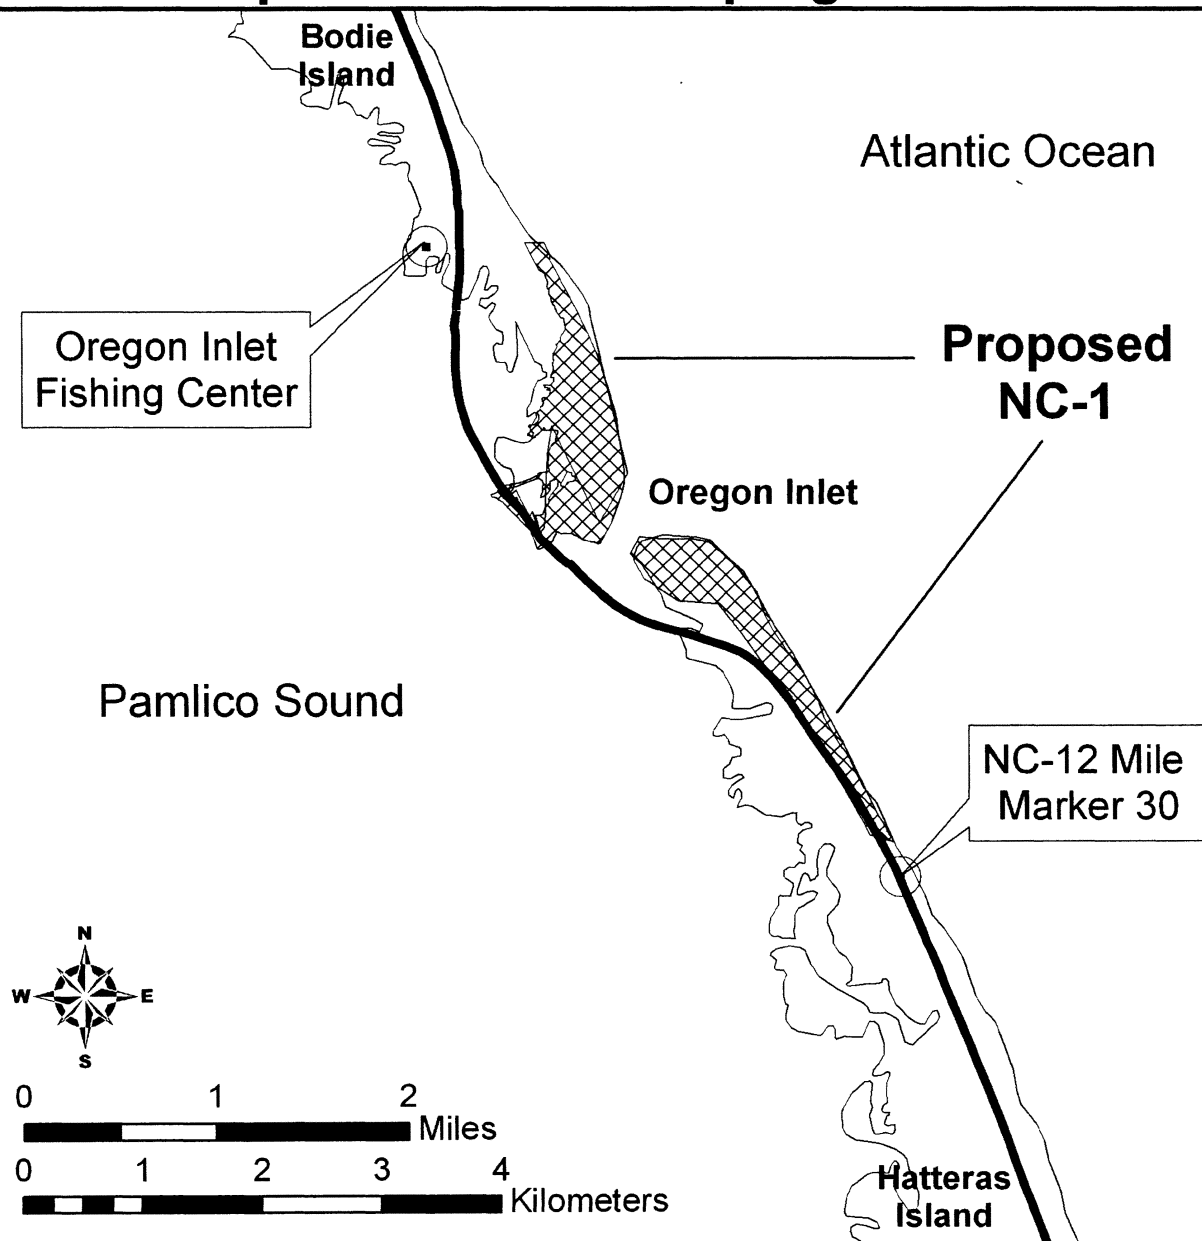 Bodie
Island
Atlantic Ocean
Oregon Inlet
Fishing Center
Proposed
NC-1
Oregon Inlet
Pamlico Sound
NC-12 Mile
Marker 30
N
W E
S
0 1 2
Miles
0 1 2 3 4
Kilometers
Hatteras
Island